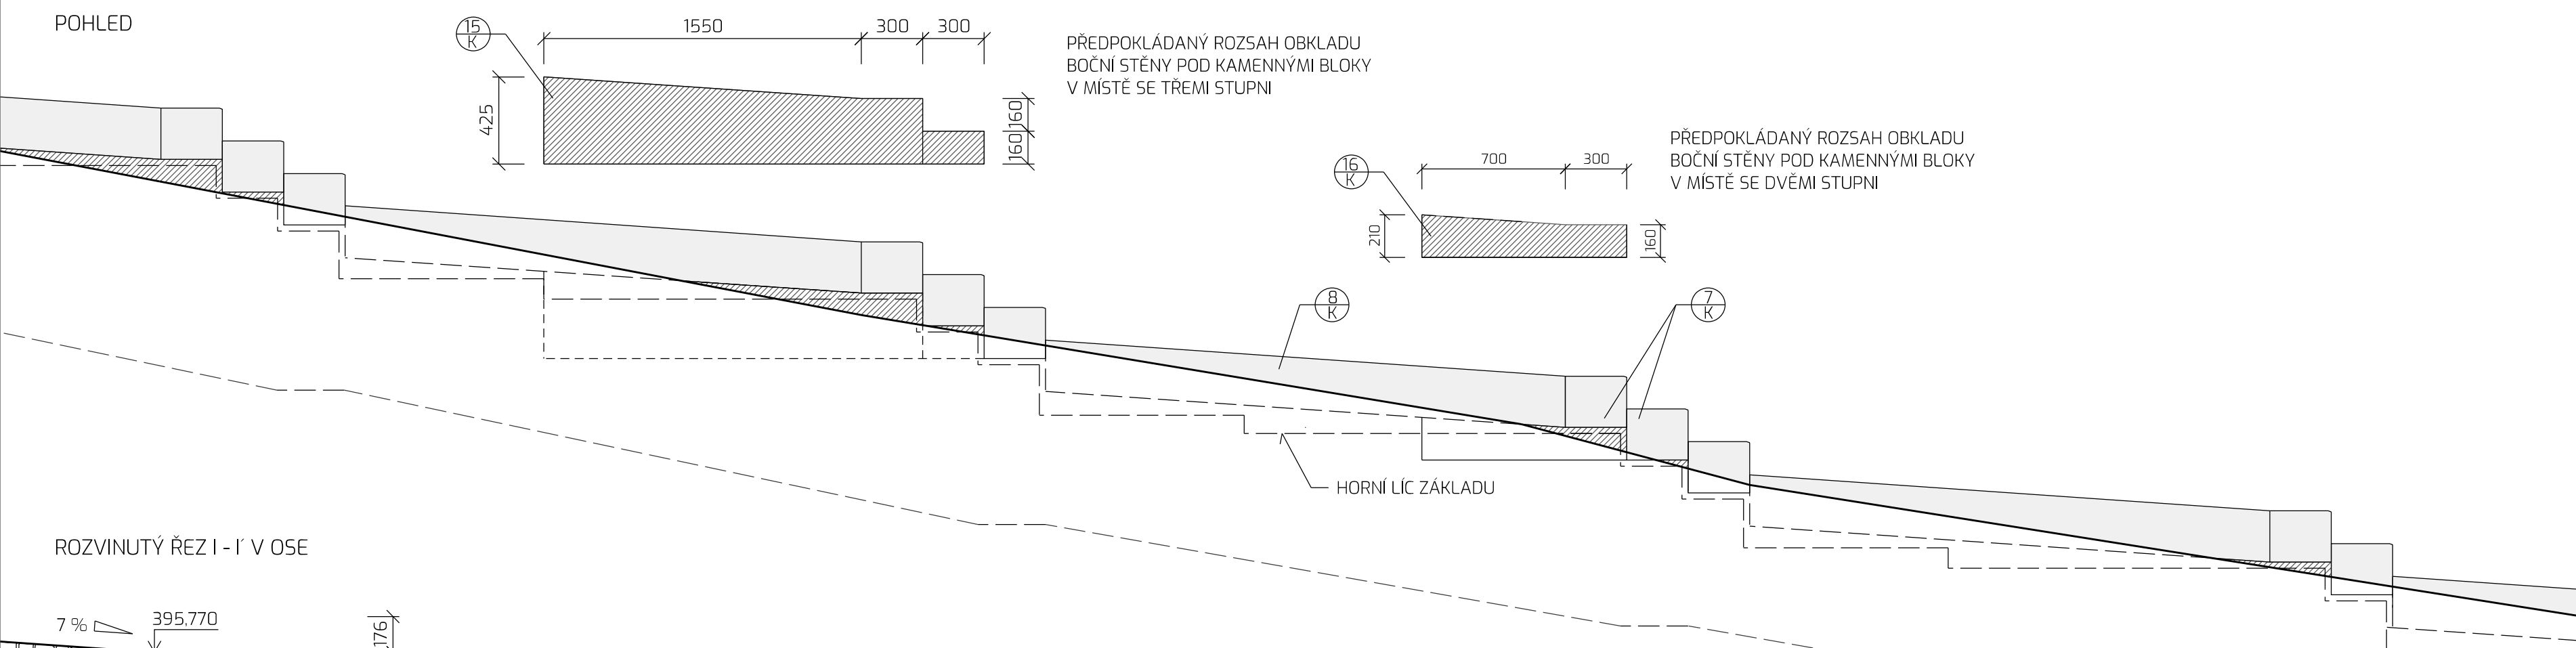 POHLED
15
K
1550
300
300
425
160
160
PŘEDPOKLÁDANÝ ROZSAH OBKLADU
BOČNÍ STĚNY POD KAMENNÝMI BLOKY
V MÍSTĚ SE TŘEMI STUPNI
16
K
700
300
210
160
PŘEDPOKLÁDANÝ ROZSAH OBKLADU
BOČNÍ STĚNY POD KAMENNÝMI BLOKY
V MÍSTĚ SE DVĚMI STUPNI
8
K
7
K
HORNÍ LÍC ZÁKLADU
ROZVINUTÝ ŘEZ I - I´ V OSE
7 %
395,770
176